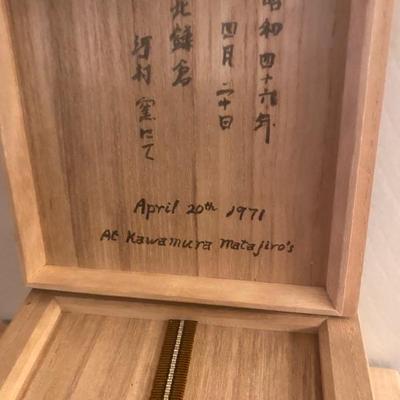 昭和四十六年
四月二十日
北鎌倉
河村窯にて
April 20th 1971
At Kawamura Matajiro's